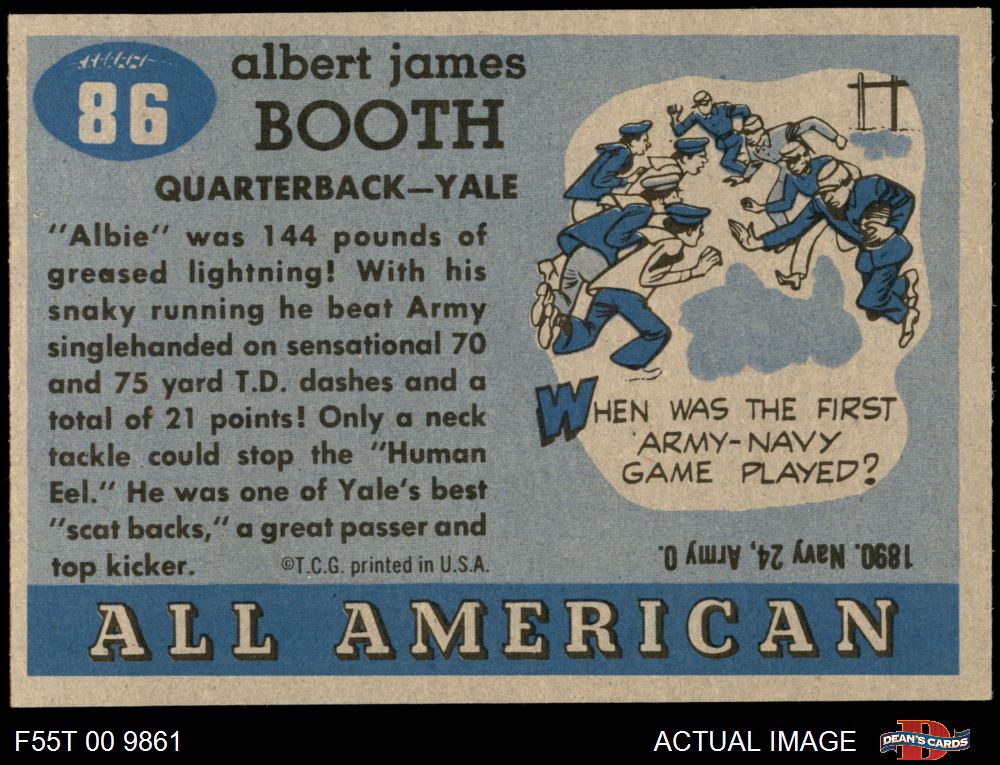 86
albert james
BOOTH
QUARTERBACK—YALE
"Albie" was 144 pounds of
greased lightning! With his
snaky running he beat Army
singlehanded on sensational 70
and 75 yard T.D. dashes and a
total of 21 points! Only a neck
tackle could stop the "Human
Eel." He was one of Yale's best
"scat backs," a great passer and
top kicker.
©T.C.G. printed in U.S.A.
WHEN WAS THE FIRST
ARMY-NAVY
GAME PLAYED?
1890. Navy 24, Army 0.
ALL AMERICAN
F55T 00 9861
ACTUAL IMAGE
D
DEAN'S CARDS